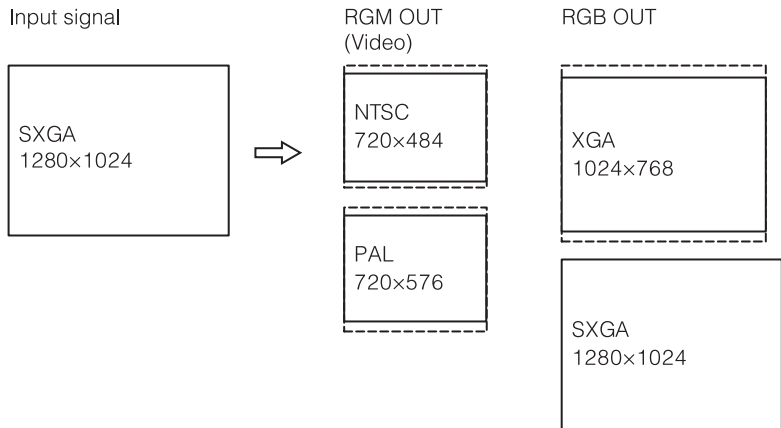 Input signal
RGM OUT
(Video)
RGB OUT
SXGA
1280×1024
NTSC
720×484
PAL
720×576
XGA
1024×768
SXGA
1280×1024